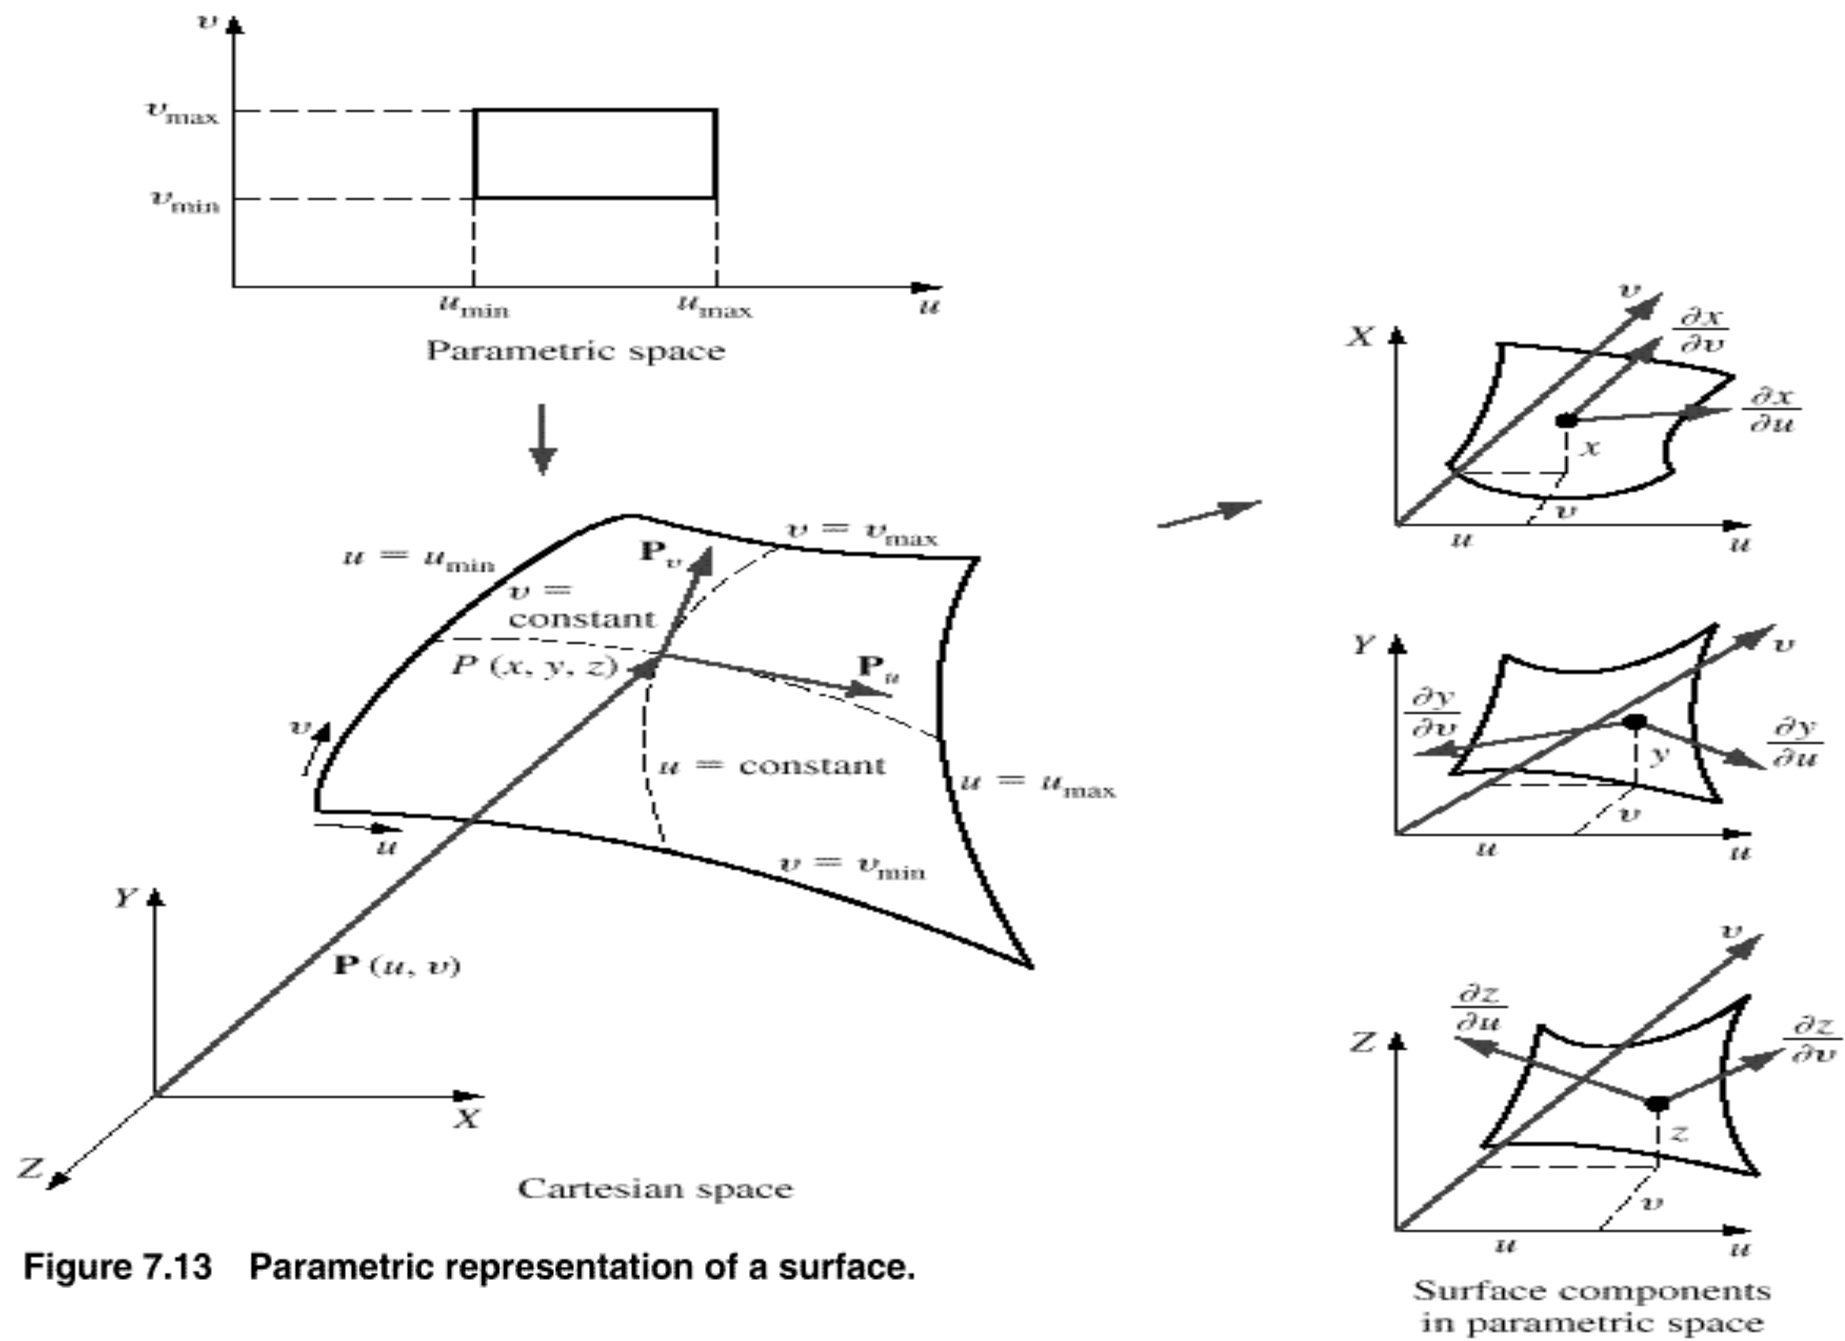 v
v_max
v_min
u_min u_max u
Parametric space
u = u_min
v = v_max
P_v
v =
constant
P (x, y, z)
P_u
v
u = constant
u = u_max
u
v = v_min
Y
P (u, v)
X
Z
Cartesian space
X
v
∂x/∂v
∂x/∂u
x
v
u
u
Y
v
∂y/∂v
∂y/∂u
y
v
u
u
Z
v
∂z/∂u
∂z/∂v
z
v
u
u
Surface components
in parametric space
Figure 7.13 Parametric representation of a surface.